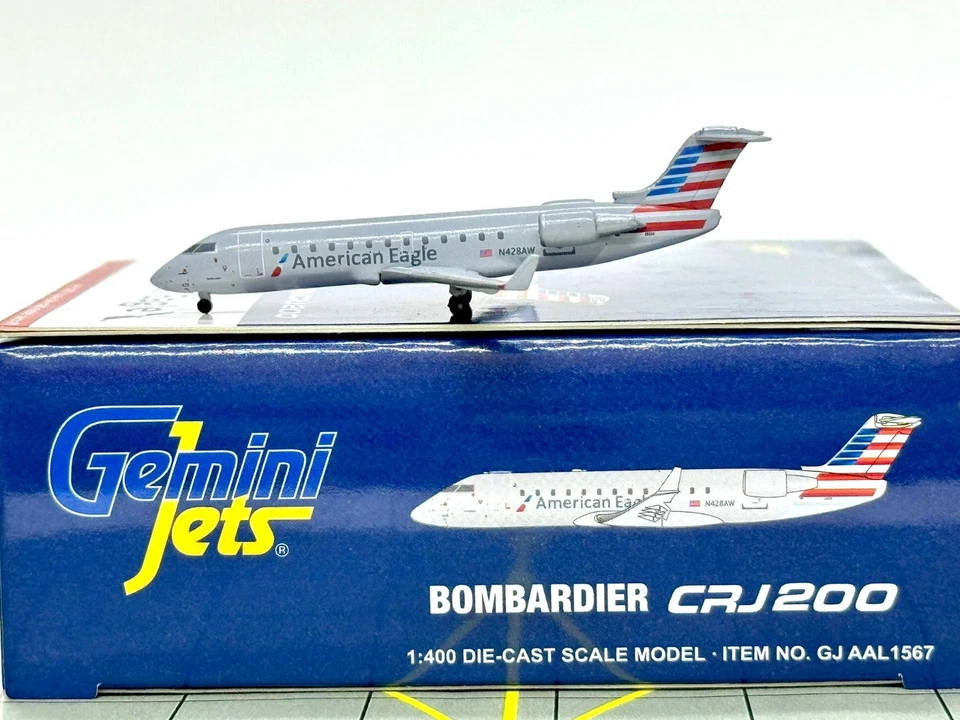 American Eagle
N428AW
Gemini
Jets
®
American Eag
N428AW
BOMBARDIER CRJ200
1:400 DIE-CAST SCALE MODEL · ITEM NO. GJ AAL1567